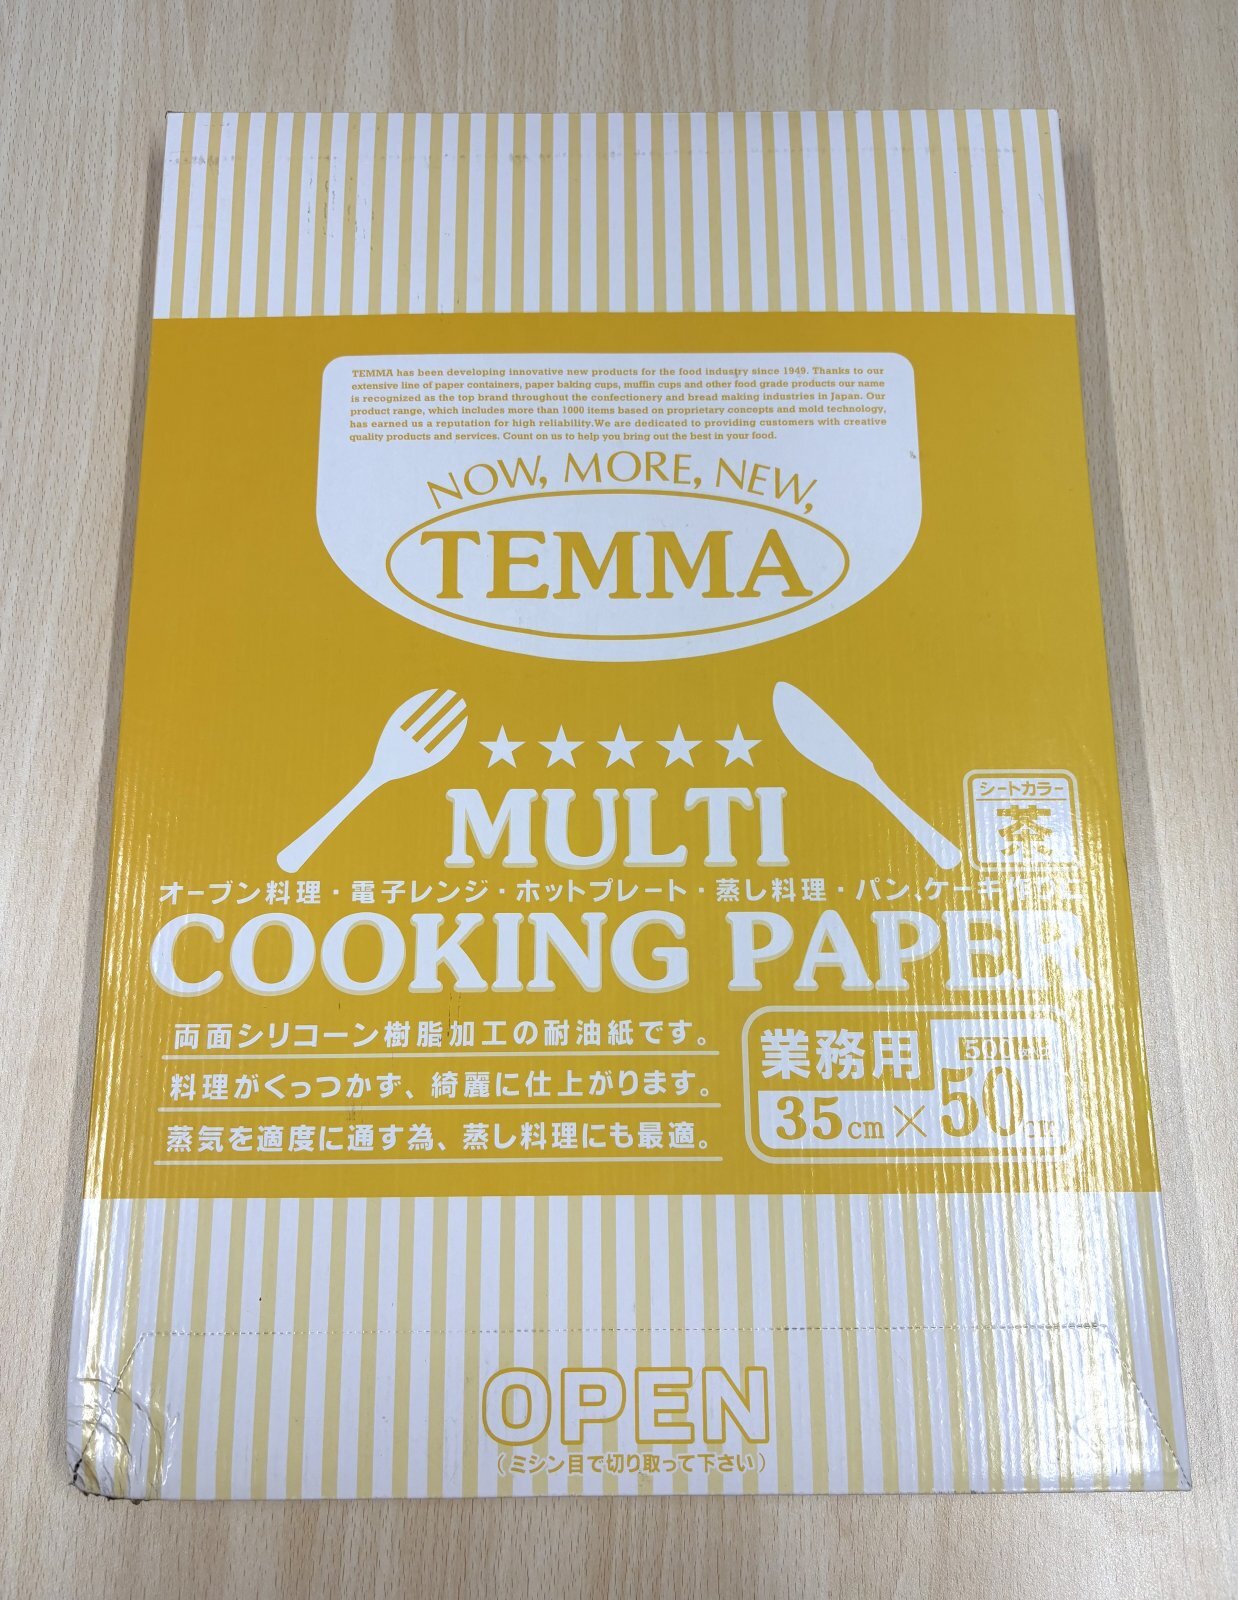 TEMMA has been developing innovative new products for the food industry since 1949. Thanks to our
extensive line of paper containers, paper baking cups, muffin cups and other food grade products our name
is recognized as the top brand throughout the confectionery and bread making industries in Japan. Our
product range, which includes more than 1000 items based on proprietary concepts and mold technology,
has earned us a reputation for high reliability.We are dedicated to providing customers with creative
quality products and services. Count on us to help you bring out the best in your food.
NOW, MORE, NEW,
TEMMA
シートカラー
茶
MULTI
オーブン料理・電子レンジ・ホットプレート・蒸し料理・パン、ケーキ作りに
COOKING PAPER
両面シリコーン樹脂加工の耐油紙です。
料理がくっつかず、綺麗に仕上がります。
蒸気を適度に通す為、蒸し料理にも最適。
業務用
500
35cm×50cm
OPEN
(ミシン目で切り取って下さい)